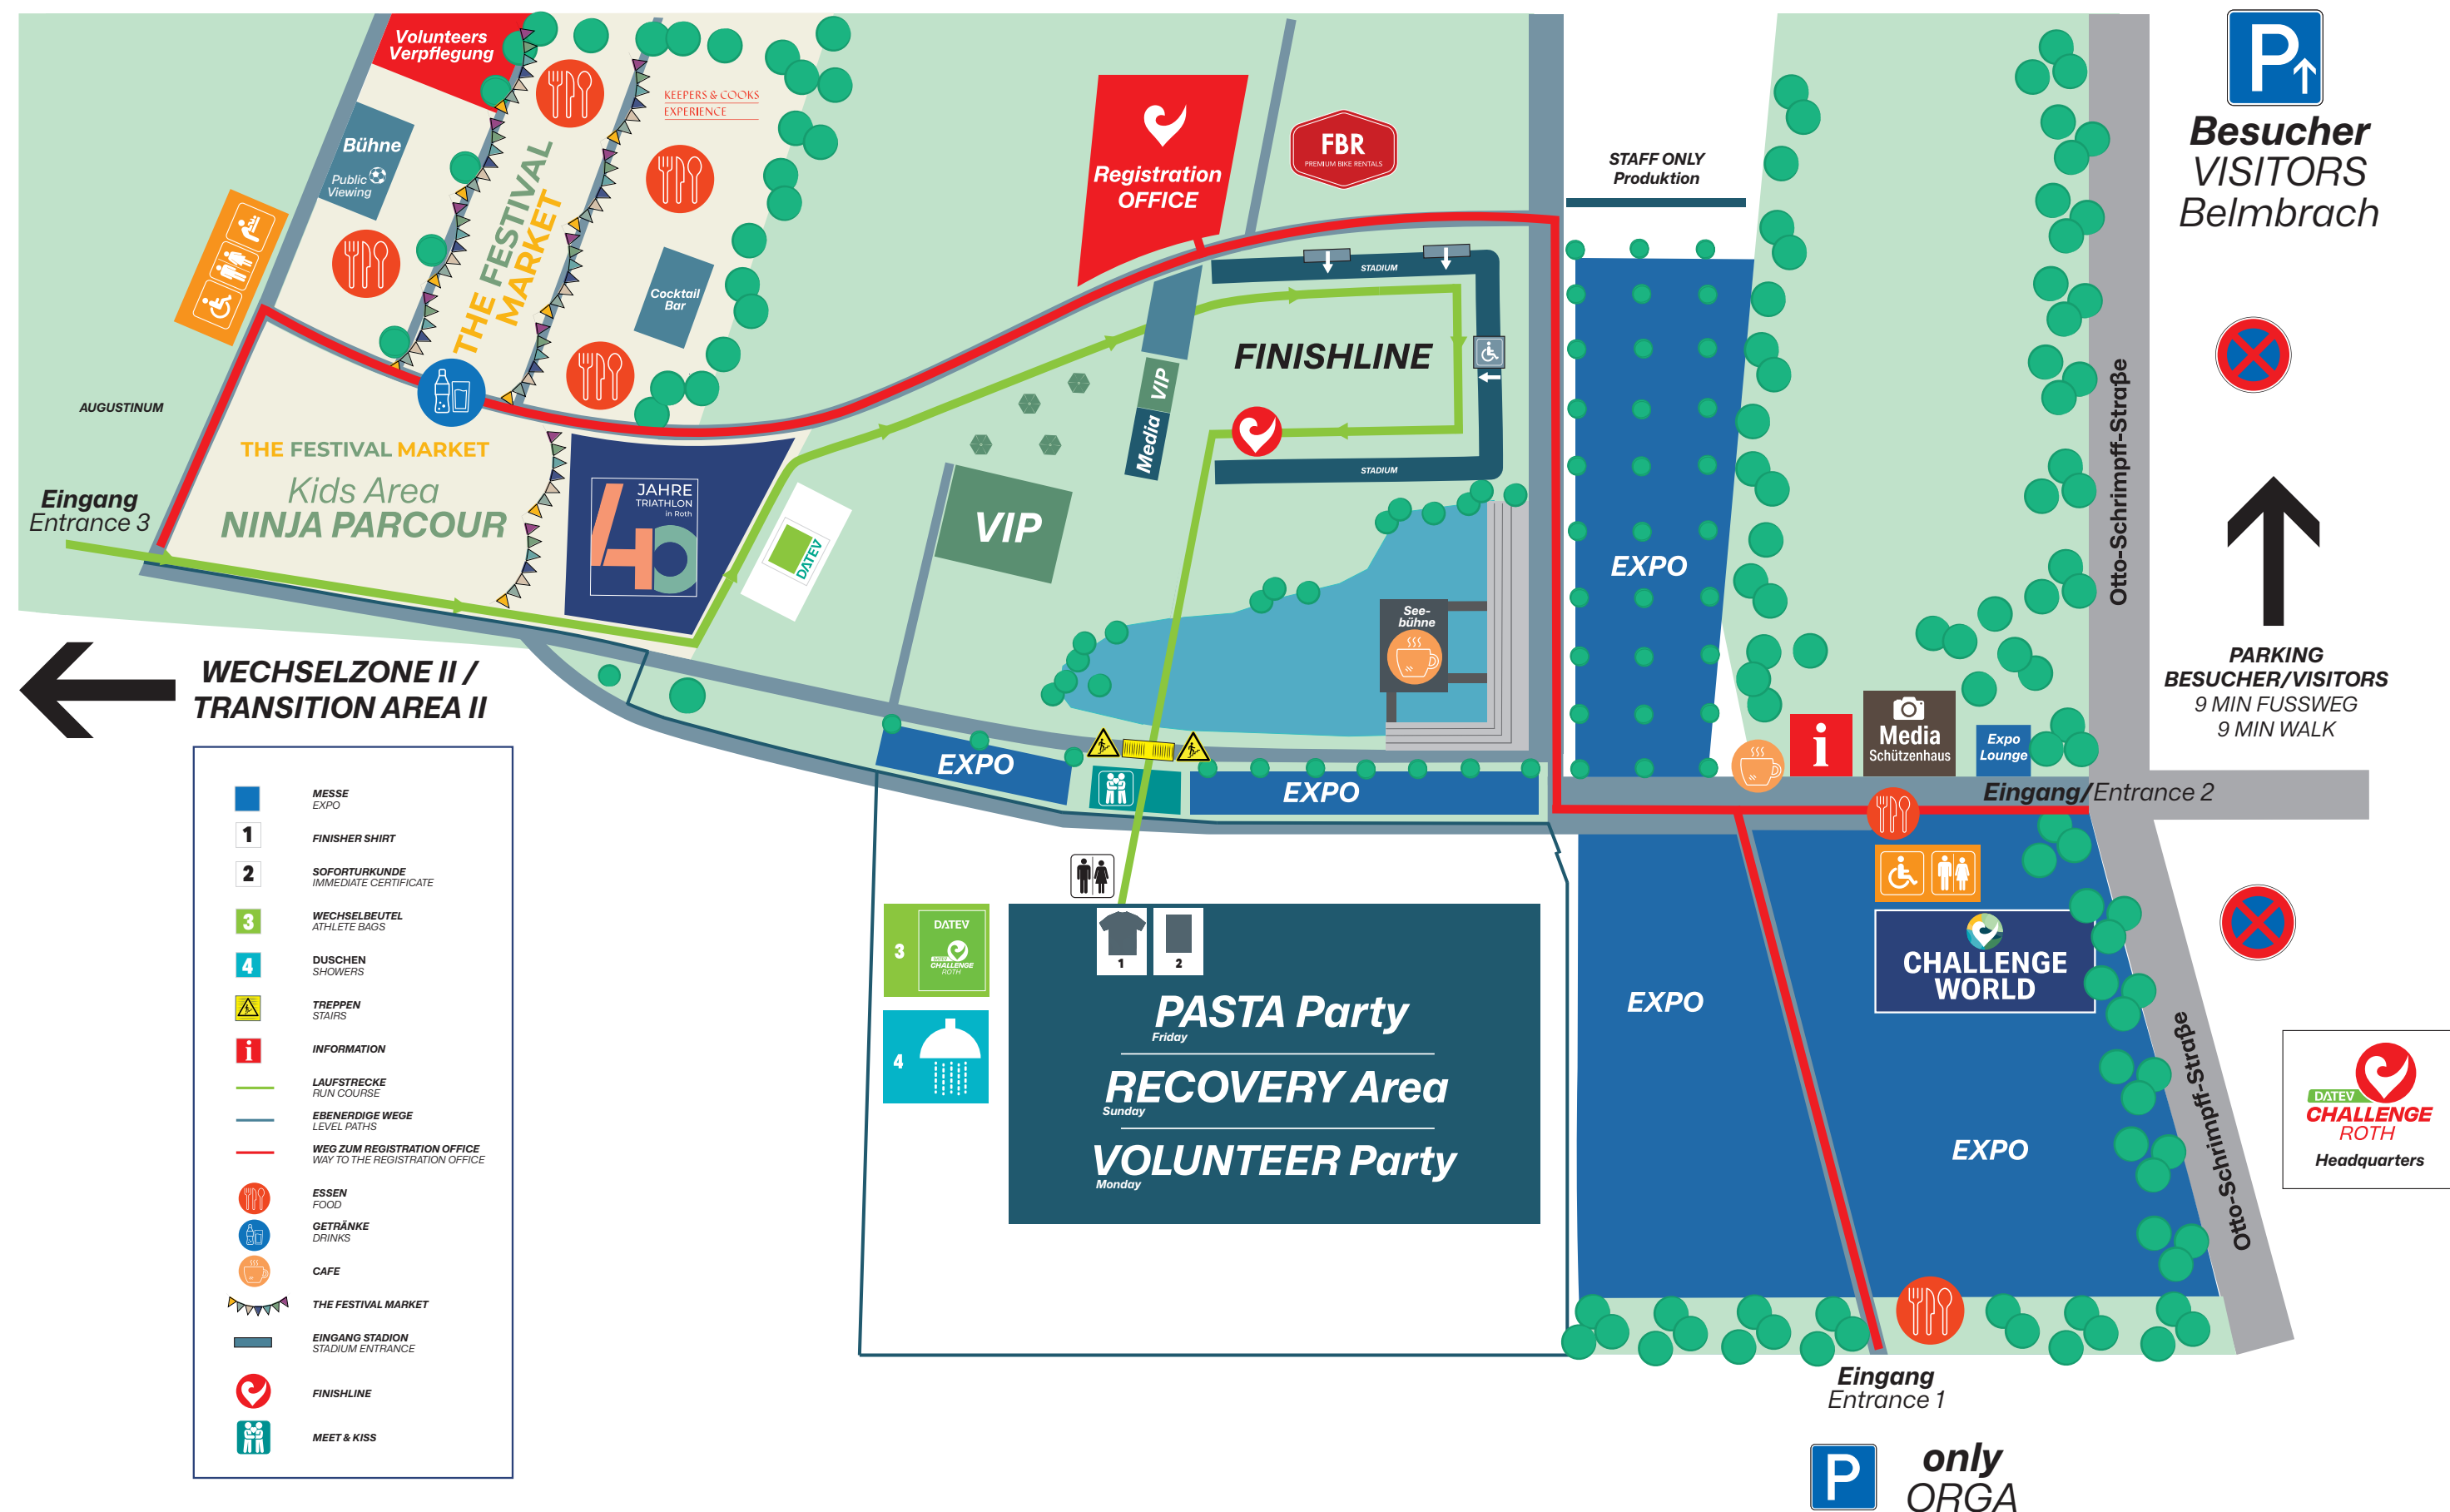 Volunteers
Verpflegung
Bühne
Public
Viewing
KEEPERS & COOKS
EXPERIENCE
THE FESTIVAL
MARKET
Cocktail
Bar
Registration
OFFICE
FBR
PREMIUM BIKE RENTALS
STAFF ONLY
Produktion
P
Besucher
VISITORS
Belmbrach
STADIUM
FINISHLINE
VIP
Media
STADIUM
AUGUSTINUM
THE FESTIVAL MARKET
Kids Area
NINJA PARCOUR
Eingang
Entrance 3
40
JAHRE
TRIATHLON
in Roth
DATEV
VIP
See-
bühne
EXPO
Otto-Schrimpff-Straße
PARKING
BESUCHER/VISITORS
9 MIN FUSSWEG
9 MIN WALK
WECHSELZONE II /
TRANSITION AREA II
EXPO
EXPO
i
Media
Schützenhaus
Expo
Lounge
Eingang/Entrance 2
MESSE
EXPO
1
FINISHER SHIRT
2
SOFORTURKUNDE
IMMEDIATE CERTIFICATE
3
WECHSELBEUTEL
ATHLETE BAGS
4
DUSCHEN
SHOWERS
TREPPEN
STAIRS
i
INFORMATION
LAUFSTRECKE
RUN COURSE
EBENERDIGE WEGE
LEVEL PATHS
WEG ZUM REGISTRATION OFFICE
WAY TO THE REGISTRATION OFFICE
ESSEN
FOOD
GETRÄNKE
DRINKS
CAFE
THE FESTIVAL MARKET
EINGANG STADION
STADIUM ENTRANCE
FINISHLINE
MEET & KISS
3
DATEV
DATEV
CHALLENGE
ROTH
4
1
2
PASTA Party
Friday
RECOVERY Area
Sunday
VOLUNTEER Party
Monday
EXPO
CHALLENGE
WORLD
EXPO
Otto-Schrimpff-Straße
DATEV
CHALLENGE
ROTH
Headquarters
Eingang
Entrance 1
P
only
ORGA